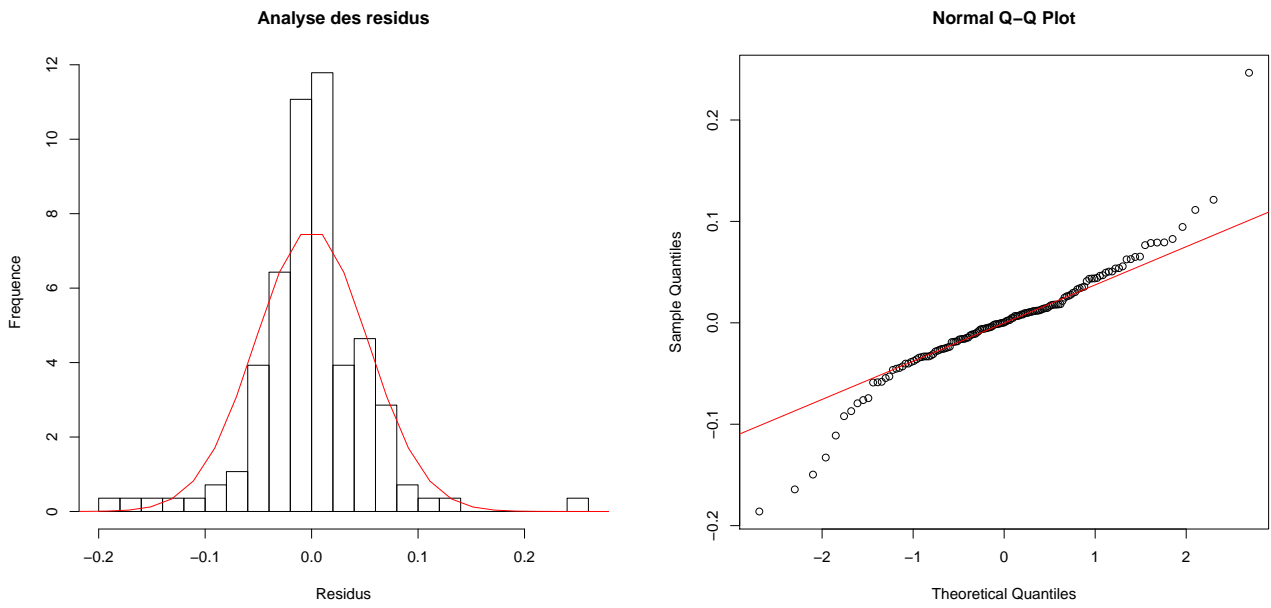 Analyse des residus
Frequence
12
10
8
6
4
2
0
−0.2 −0.1 0.0 0.1 0.2
Residus
Normal Q−Q Plot
Sample Quantiles
0.2
0.1
0.0
−0.1
−0.2
−2 −1 0 1 2
Theoretical Quantiles